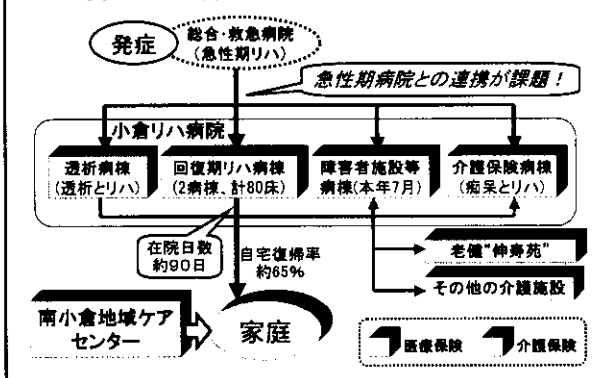 発症
総合・救急病院
(急性期リハ)
急性期病院との連携が課題！
小倉リハ病院
透析病棟
(透析とリハ)
回復期リハ病棟
(2病棟、計80床)
障害者施設等
病棟(本年7月)
介護保険病棟
(痴呆とリハ)
在院日数
約90日
自宅復帰率
約65%
老健"伸寿苑"
その他の介護施設
南小倉地域ケア
センター
家庭
医療保険
介護保険